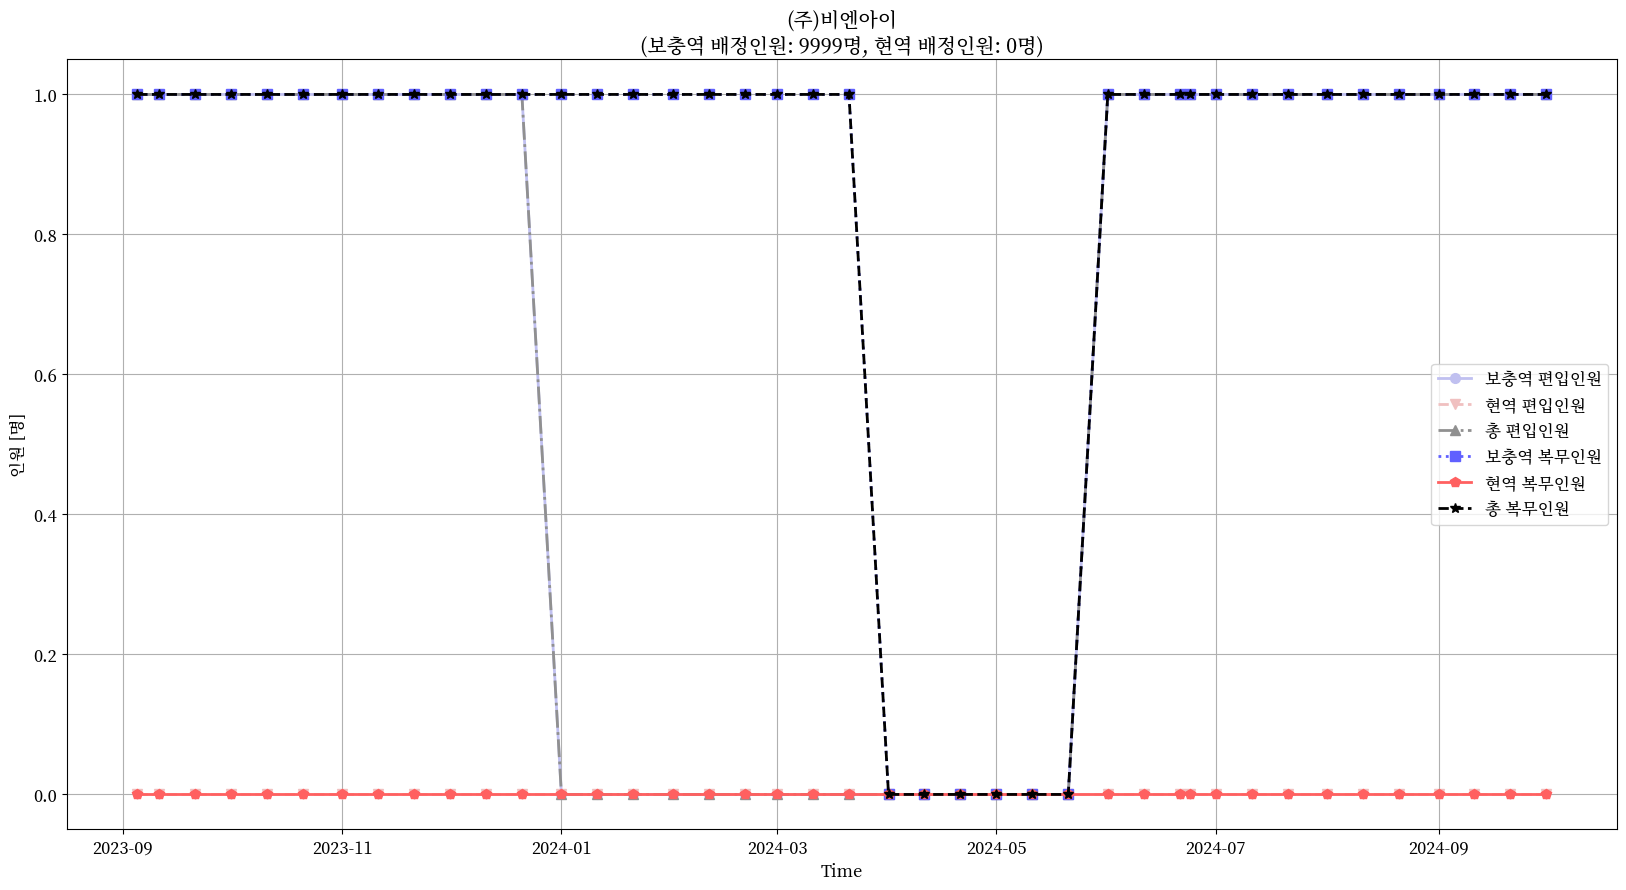 (주)비엔아이
(보충역 배정인원: 9999명, 현역 배정인원: 0명)
인원 [명]
1.0
0.8
0.6
0.4
0.2
0.0
보충역 편입인원
현역 편입인원
총 편입인원
보충역 복무인원
현역 복무인원
총 복무인원
2023-09
2023-11
2024-01
2024-03
2024-05
2024-07
2024-09
Time